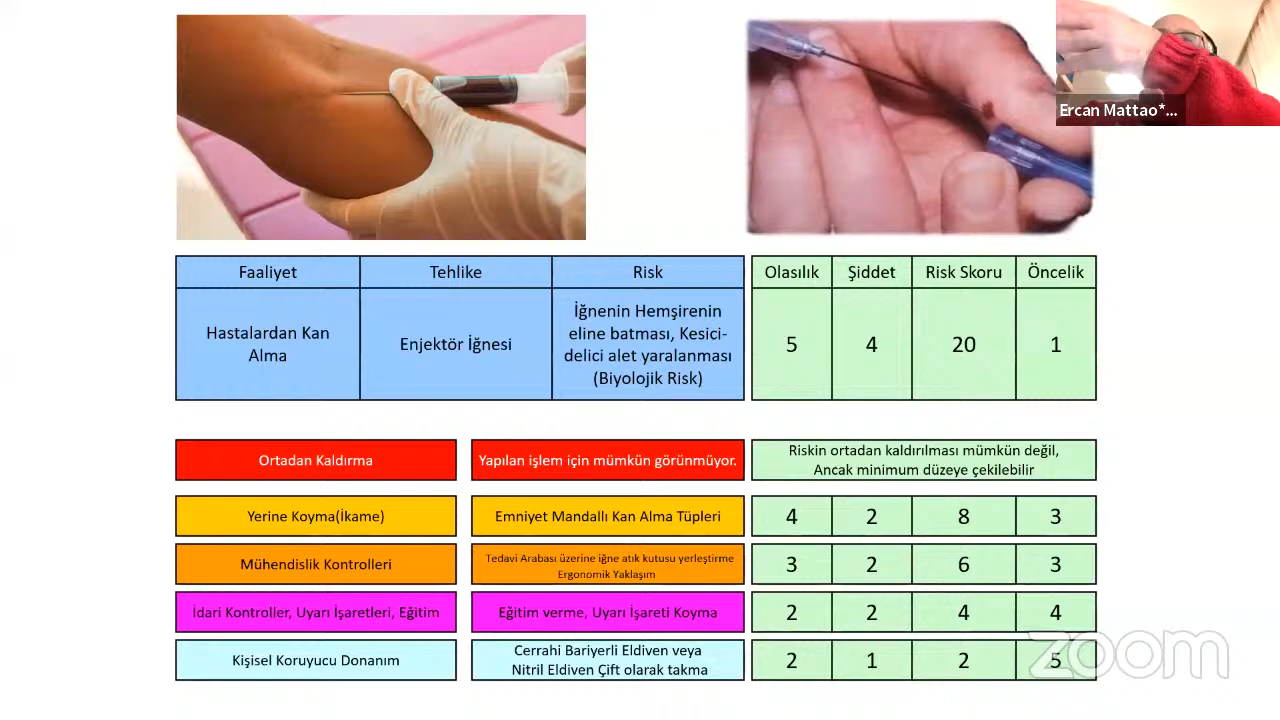 Ercan Mattao*...
Faaliyet
Tehlike
Risk
Olasılık
Şiddet
Risk Skoru
Öncelik
Hastalardan Kan
Alma
Enjektör İğnesi
İğnenin Hemşirenin
eline batması, Kesici-
delici alet yaralanması
(Biyolojik Risk)
5
4
20
1
Ortadan Kaldırma
Yapılan işlem için mümkün görünmüyor.
Riskin ortadan kaldırılması mümkün değil,
Ancak minimum düzeye çekilebilir
Yerine Koyma(İkame)
Emniyet Mandallı Kan Alma Tüpleri
4
2
8
3
Mühendislik Kontrolleri
Tedavi Arabası üzerine iğne atık kutusu yerleştirme
Ergonomik Yaklaşım
3
2
6
3
İdari Kontroller, Uyarı İşaretleri, Eğitim
Eğitim verme, Uyarı İşareti Koyma
2
2
4
4
Kişisel Koruyucu Donanım
Cerrahi Bariyerli Eldiven veya
Nitril Eldiven Çift olarak takma
2
1
2
5
zoom